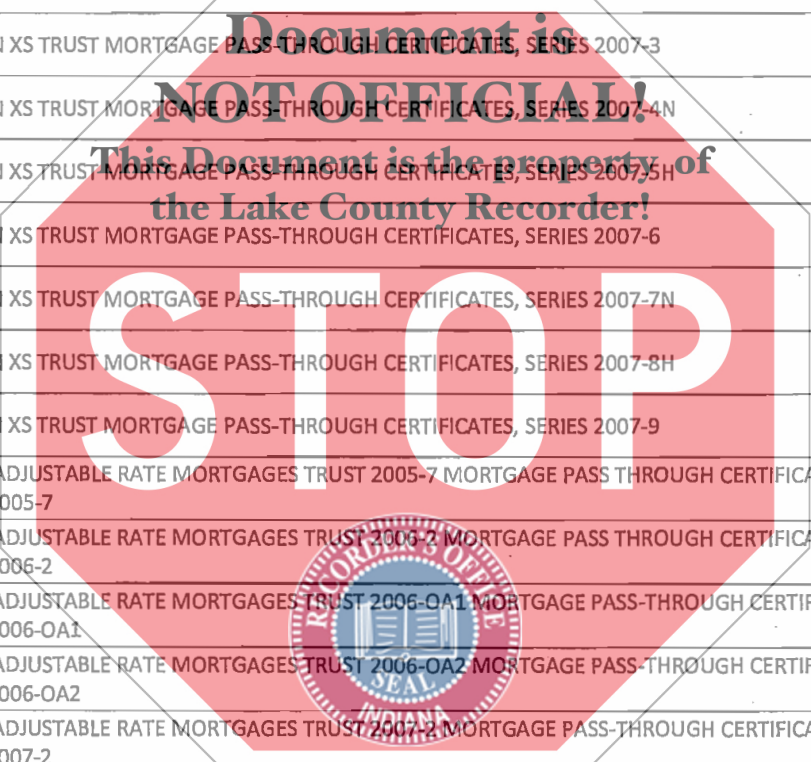 Document is
XS TRUST MORTGAGE PASS-THROUGH CERTIFICATES, SERIES 2007-3
NOT OFFICIAL!
XS TRUST MORTGAGE PASS-THROUGH CERTIFICATES, SERIES 2007-4N
This Document is the property of
XS TRUST MORTGAGE PASS-THROUGH CERTIFICATES, SERIES 2007-5H
the Lake County Recorder!
XS TRUST MORTGAGE PASS-THROUGH CERTIFICATES, SERIES 2007-6
STOP
XS TRUST MORTGAGE PASS-THROUGH CERTIFICATES, SERIES 2007-7N
XS TRUST MORTGAGE PASS-THROUGH CERTIFICATES, SERIES 2007-8H
XS TRUST MORTGAGE PASS-THROUGH CERTIFICATES, SERIES 2007-9
ADJUSTABLE RATE MORTGAGES TRUST 2005-7 MORTGAGE PASS THROUGH CERTIFICA
005-7
ADJUSTABLE RATE MORTGAGES TRUST 2006-2 MORTGAGE PASS THROUGH CERTIFICA
006-2
ADJUSTABLE RATE MORTGAGES TRUST 2006-OA1 MORTGAGE PASS-THROUGH CERTIF
006-OA1
ADJUSTABLE RATE MORTGAGES TRUST 2006-OA2 MORTGAGE PASS-THROUGH CERTIF
006-OA2
ADJUSTABLE RATE MORTGAGES TRUST 2007-2 MORTGAGE PASS-THROUGH CERTIFICA
007-2
RECORDER'S OFFICE
SEAL
INDIANA